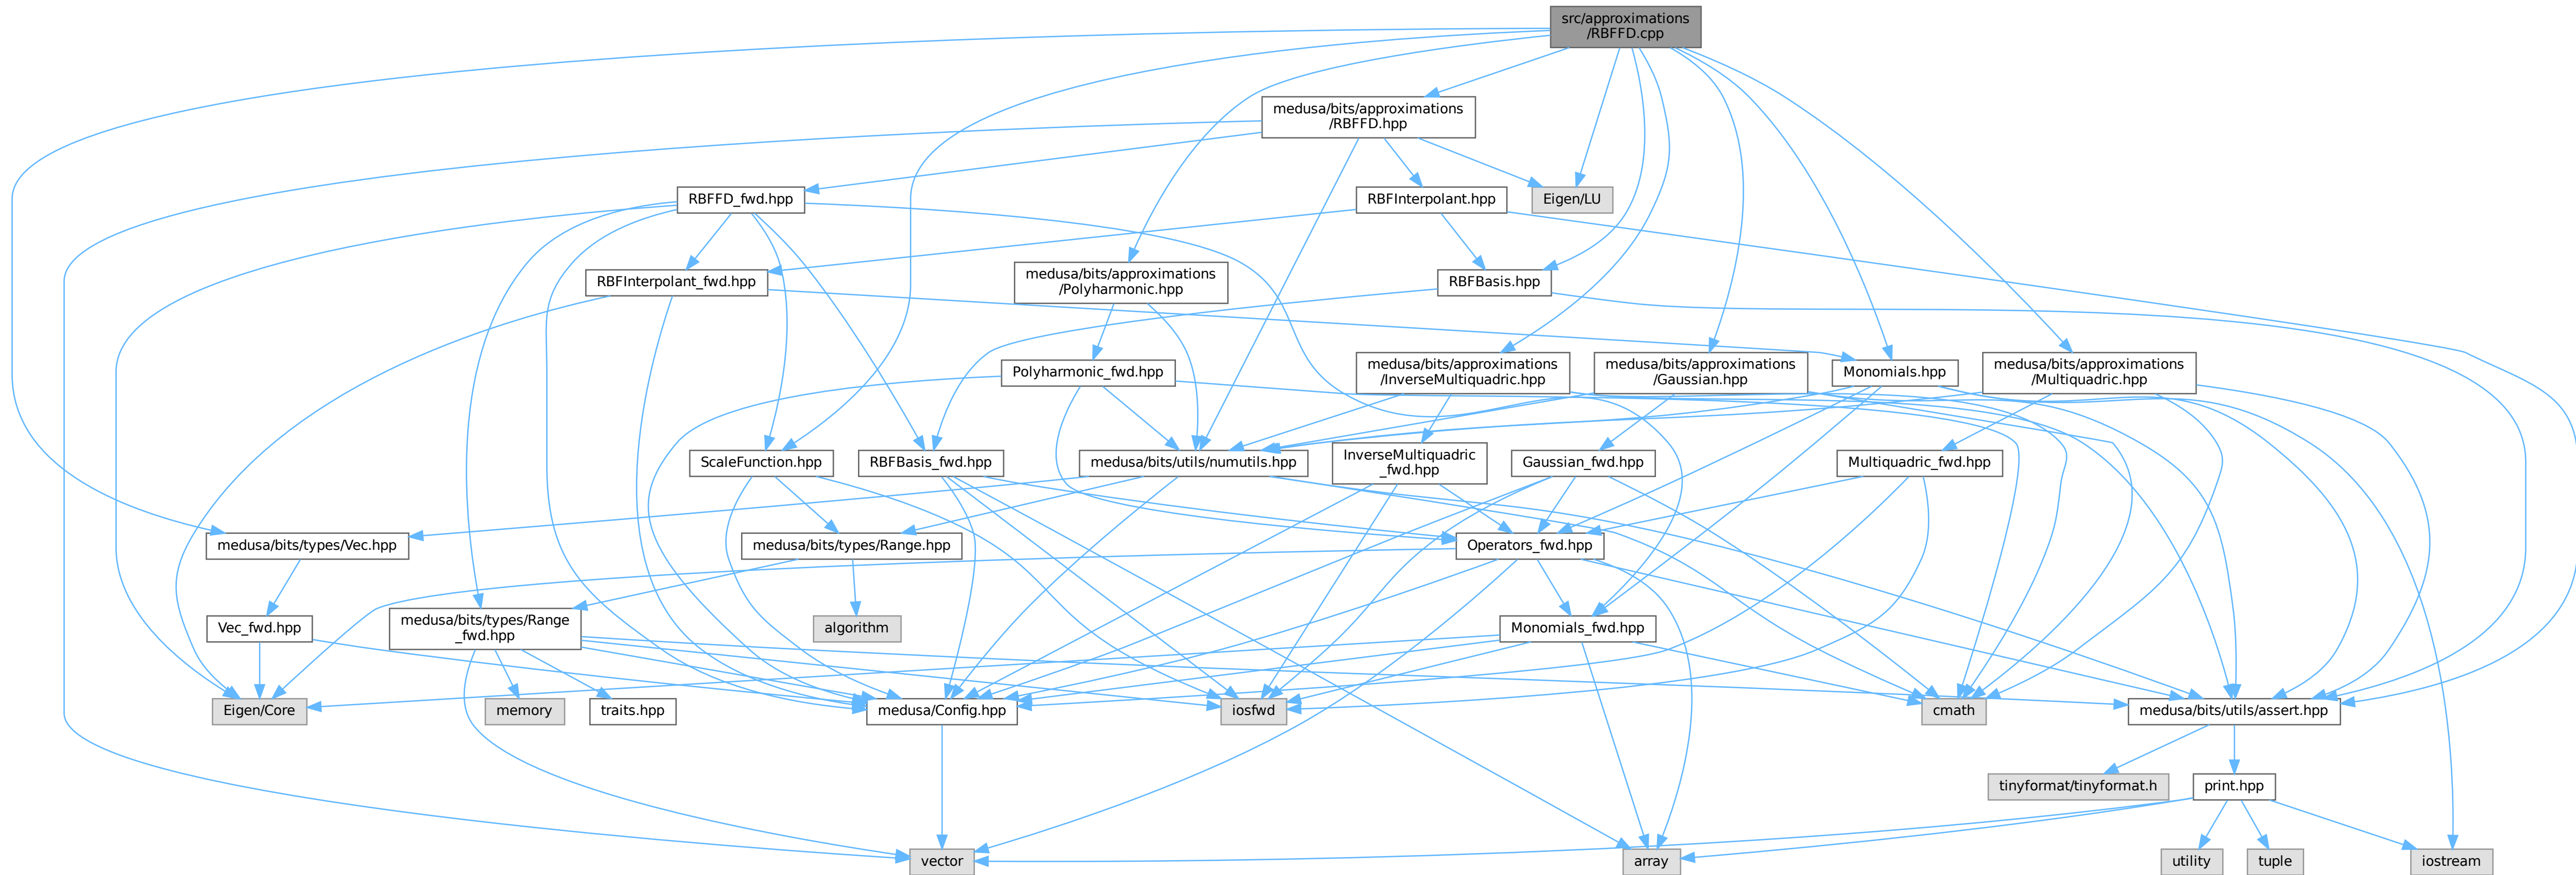 src/approximations
/RBFFD.cpp
medusa/bits/approximations
/RBFFD.hpp
RBFFD_fwd.hpp
RBFInterpolant.hpp
Eigen/LU
RBFInterpolant_fwd.hpp
medusa/bits/approximations
/Polyharmonic.hpp
RBFBasis.hpp
Polyharmonic_fwd.hpp
medusa/bits/approximations
/InverseMultiquadric.hpp
medusa/bits/approximations
/Gaussian.hpp
Monomials.hpp
medusa/bits/approximations
/Multiquadric.hpp
ScaleFunction.hpp
RBFBasis_fwd.hpp
medusa/bits/utils/numutils.hpp
InverseMultiquadric
_fwd.hpp
Gaussian_fwd.hpp
Multiquadric_fwd.hpp
medusa/bits/types/Vec.hpp
medusa/bits/types/Range.hpp
Operators_fwd.hpp
Vec_fwd.hpp
medusa/bits/types/Range
_fwd.hpp
algorithm
Monomials_fwd.hpp
Eigen/Core
memory
traits.hpp
medusa/Config.hpp
iosfwd
cmath
medusa/bits/utils/assert.hpp
tinyformat/tinyformat.h
print.hpp
vector
array
utility
tuple
iostream